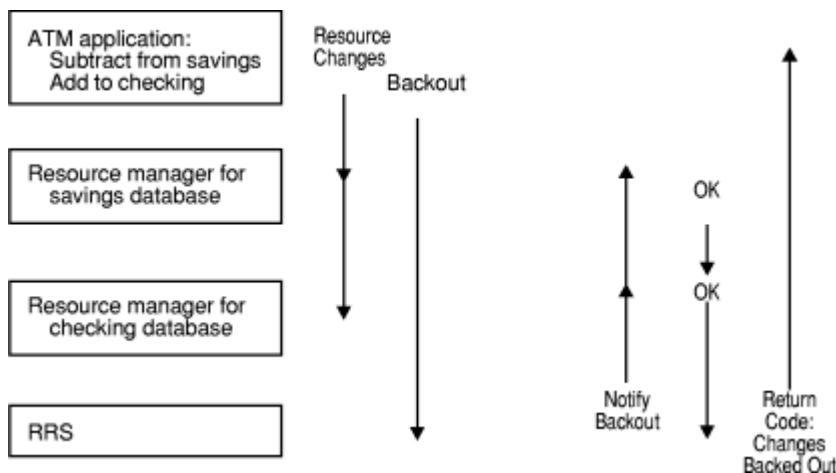 ATM application:
Subtract from savings
Add to checking
Resource
Changes
Backout
Resource manager for
savings database
OK
Resource manager for
checking database
OK
RRS
Notify
Backout
Return
Code:
Changes
Backed Out